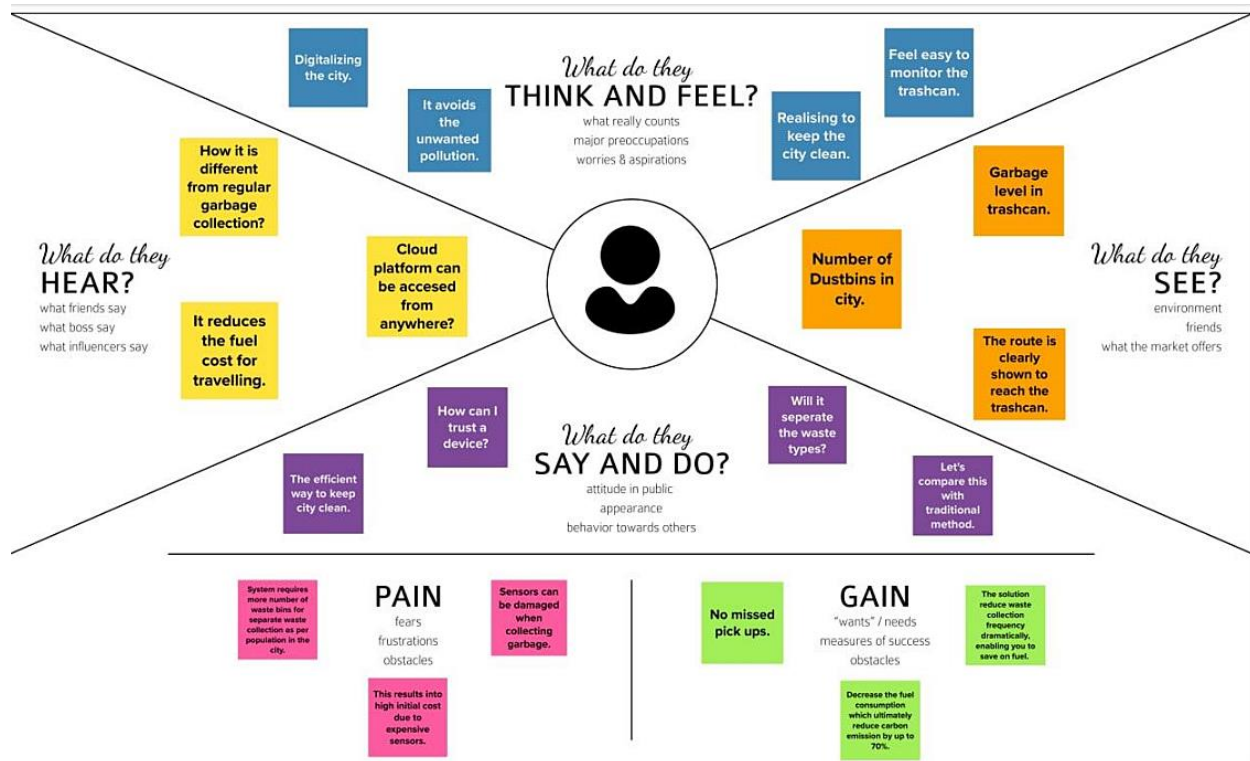 What do they
THINK AND FEEL?
what really counts
major preoccupations
worries & aspirations
Digitalizing
the city.
It avoids
the
unwanted
pollution.
Realising to
keep the
city clean.
Feel easy to
monitor the
trashcan.
What do they
HEAR?
what friends say
what boss say
what influencers say
How it is
different
from regular
garbage
collection?
Cloud
platform can
be accesed
from
anywhere?
It reduces
the fuel
cost for
travelling.
What do they
SEE?
environment
friends
what the market offers
Garbage
level in
trashcan.
Number of
Dustbins in
city.
The route is
clearly
shown to
reach the
trashcan.
What do they
SAY AND DO?
attitude in public
appearance
behavior towards others
How can I
trust a
device?
The efficient
way to keep
city clean.
Will it
seperate
the waste
types?
Let's
compare this
with
traditional
method.
PAIN
fears
frustrations
obstacles
System requires
more number of
waste bins for
separate waste
collection as per
population in the
city.
Sensors can
be damaged
when
collecting
garbage.
This results into
high initial cost
due to
expensive
sensors.
GAIN
"wants" / needs
measures of success
obstacles
No missed
pick ups.
The solution
reduce waste
collection
frequency
dramatically,
enabling you to
save on fuel.
Decrease the fuel
consumption
which ultimately
reduce carbon
emission by up to
70%.